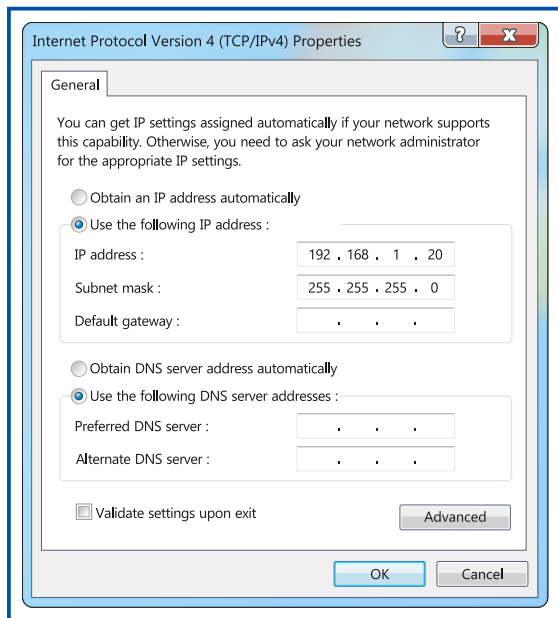 Internet Protocol Version 4 (TCP/IPv4) Properties
?
X
General
You can get IP settings assigned automatically if your network supports
this capability. Otherwise, you need to ask your network administrator
for the appropriate IP settings.
Obtain an IP address automatically
Use the following IP address :
IP address : 192 . 168 . 1 . 20
Subnet mask : 255 . 255 . 255 . 0
Default gateway : . . .
Obtain DNS server address automatically
Use the following DNS server addresses :
Preferred DNS server : . . .
Alternate DNS server : . . .
Validate settings upon exit
Advanced
OK Cancel